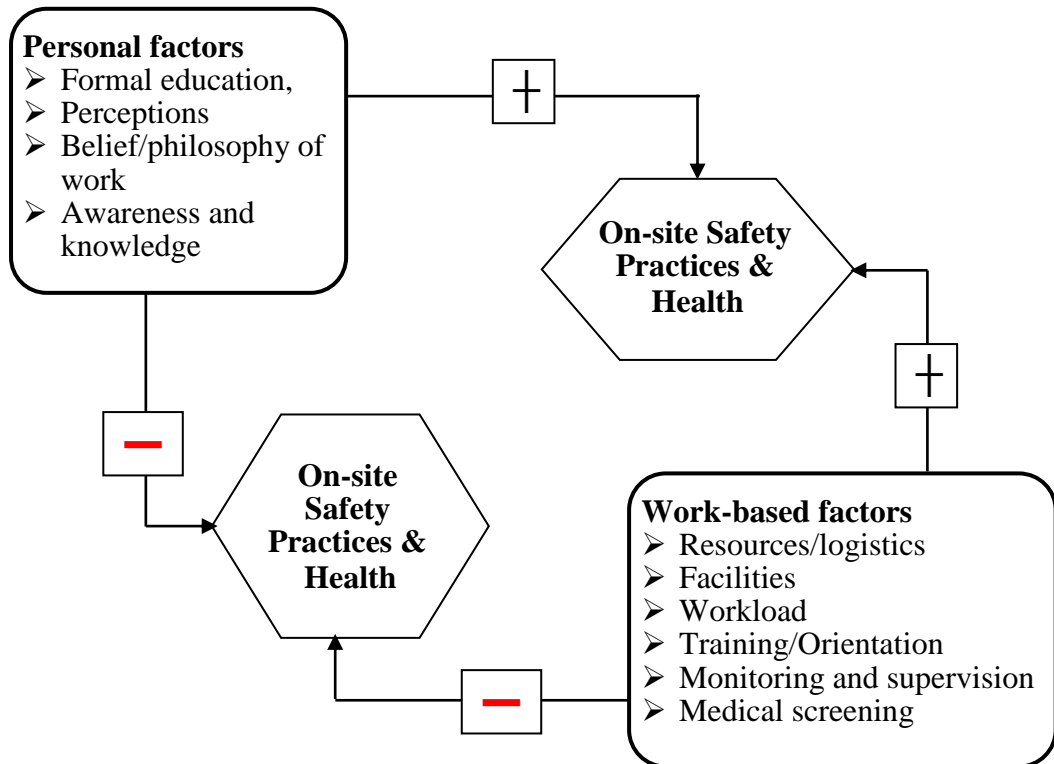 Personal factors
➢ Formal education,
➢ Perceptions
➢ Belief/philosophy of
work
➢ Awareness and
knowledge
+
On-site Safety
Practices &
Health
+
−
On-site
Safety
Practices &
Health
Work-based factors
➢ Resources/logistics
➢ Facilities
➢ Workload
➢ Training/Orientation
➢ Monitoring and supervision
➢ Medical screening
−